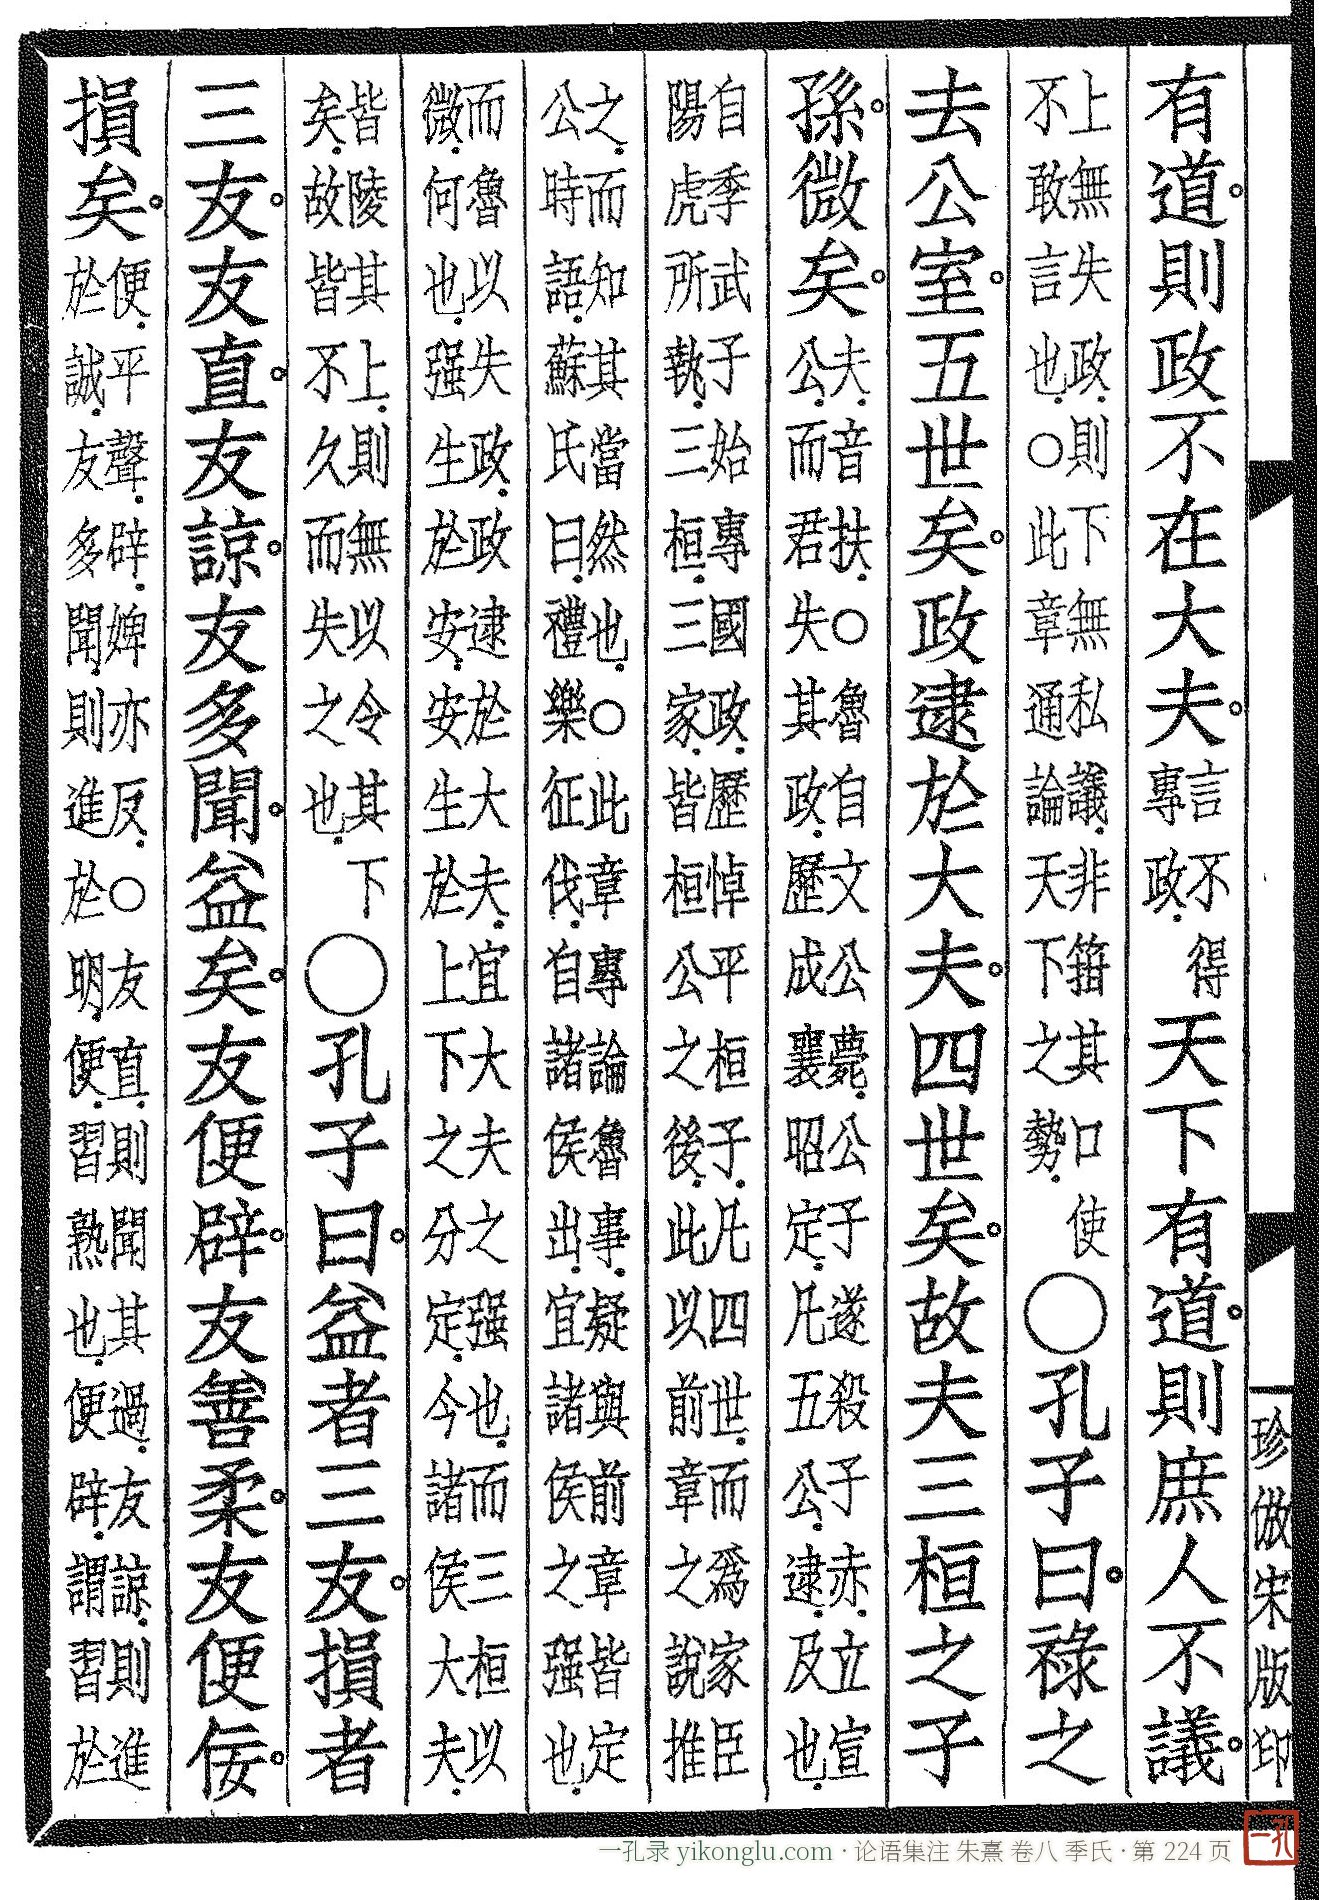 有道則政不在大夫言不得專政天下有道則庶人不議
上無失政則下無私議非箝其口使不敢言也○此章通論天下之勢○孔子曰祿之
去公室五世矣政逮於大夫四世矣故夫三桓之子
孫微矣夫音扶○魯自文公薨公子遂殺子赤立宣公而君失其政歷成襄昭定凡五公逮及也
自季武子始專國政歷悼平桓子凡四世而爲家臣陽虎所執三桓三家皆桓公之後此以前章之說推
之而知其當然也○此章專論魯事疑與前章皆定公時語蘇氏曰禮樂征伐自諸侯出宜諸侯之强也
而魯以失政政逮於大夫宜大夫之强也而三桓以微何也强生於安安生於上下之分定今諸侯大夫
皆陵其上則無以令其下矣故皆不久而失之也○孔子曰益者三友損者
三友友直友諒友多聞益矣友便辟友善柔友便佞
損矣便平聲辟婢亦反○友直則聞其過友諒則進於誠友多聞則進於明便習熟也便辟謂習於
珍倣宋版印
一孔录 yikonglu.com · 论语集注 朱熹 卷八 季氏 · 第 224 页
一孔